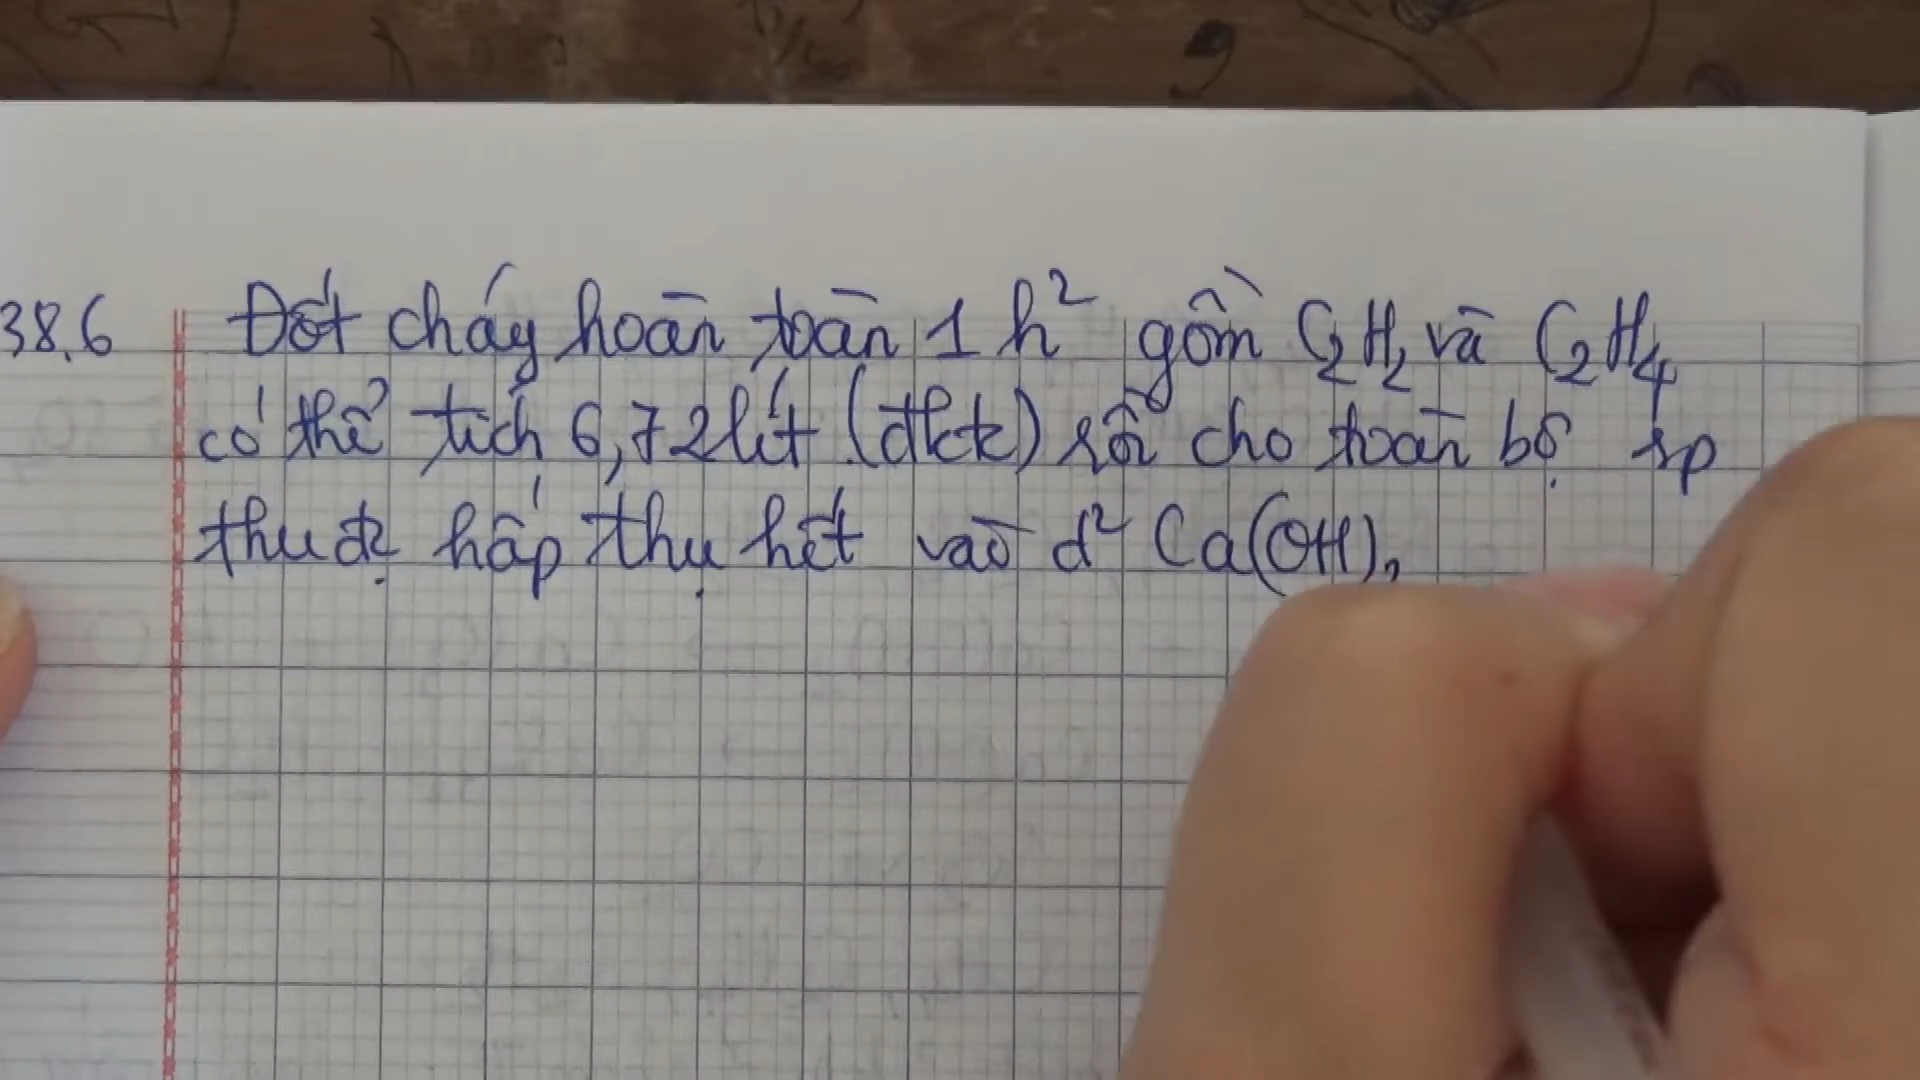 38.6 Đốt cháy hoàn toàn 1 h² gồm C₂H₂ và C₂H₄
có thể tích 6,72 lít (đktc) rồi cho toàn bộ sp
thu đc hấp thụ hết vào d² Ca(OH)₂